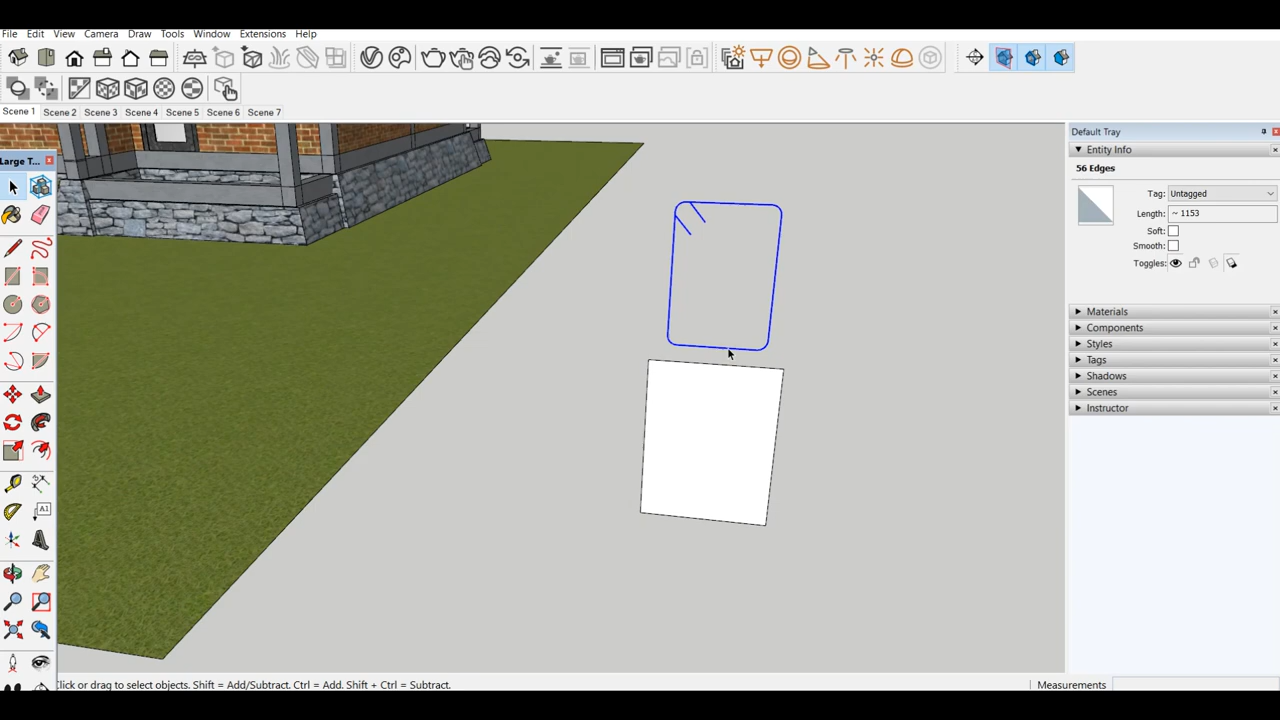 File Edit View Camera Draw Tools Window Extensions Help
Scene 1 Scene 2 Scene 3 Scene 4 Scene 5 Scene 6 Scene 7
Default Tray
Large T...
Entity Info
56 Edges
Tag: Untagged
Length: ~ 1153
Soft:
Smooth:
Toggles:
Materials
Components
Styles
Tags
Shadows
Scenes
Instructor
A1
Click or drag to select objects. Shift = Add/Subtract. Ctrl = Add. Shift + Ctrl = Subtract.
Measurements